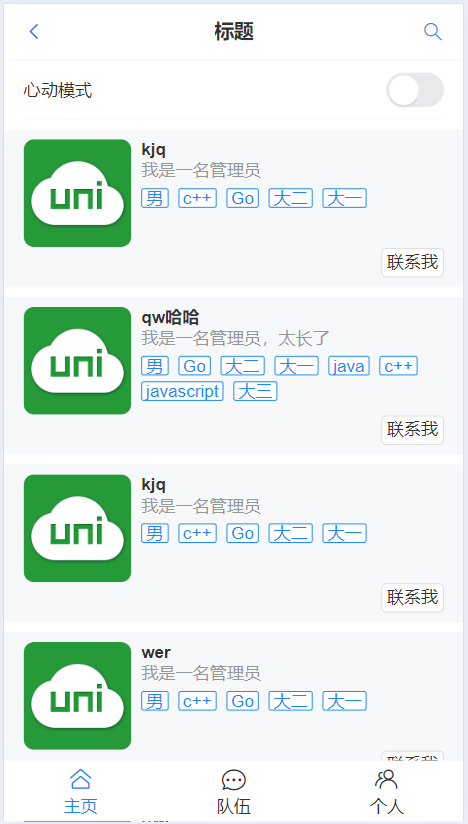 标题
心动模式
uni
kjq
我是一名管理员
男 c++ Go 大二 大一
联系我
uni
qw哈哈
我是一名管理员，太长了
男 Go 大二 大一 java c++
javascript 大三
联系我
uni
kjq
我是一名管理员
男 c++ Go 大二 大一
联系我
uni
wer
我是一名管理员
男 c++ Go 大二 大一
联系我
主页 队伍 个人